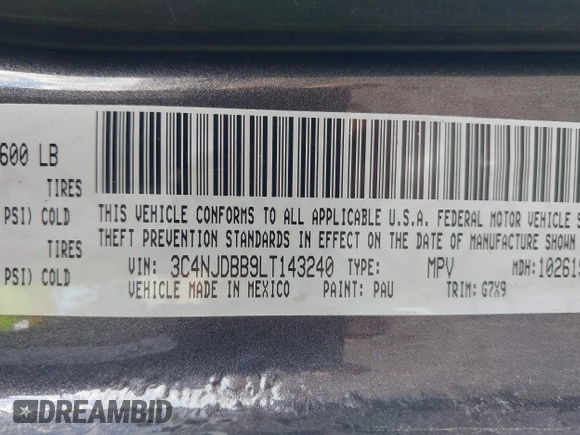 600 LB
TIRES
PSI) COLD
TIRES
PSI) COLD
THIS VEHICLE CONFORMS TO ALL APPLICABLE U.S.A. FEDERAL MOTOR VEHICLE S
THEFT PREVENTION STANDARDS IN EFFECT ON THE DATE OF MANUFACTURE SHOWN
VIN: 3C4NJDBB9LT143240 TYPE: MPV MDH: 10261
VEHICLE MADE IN MEXICO PAINT: PAU TRIM: G7X9
DREAMBID